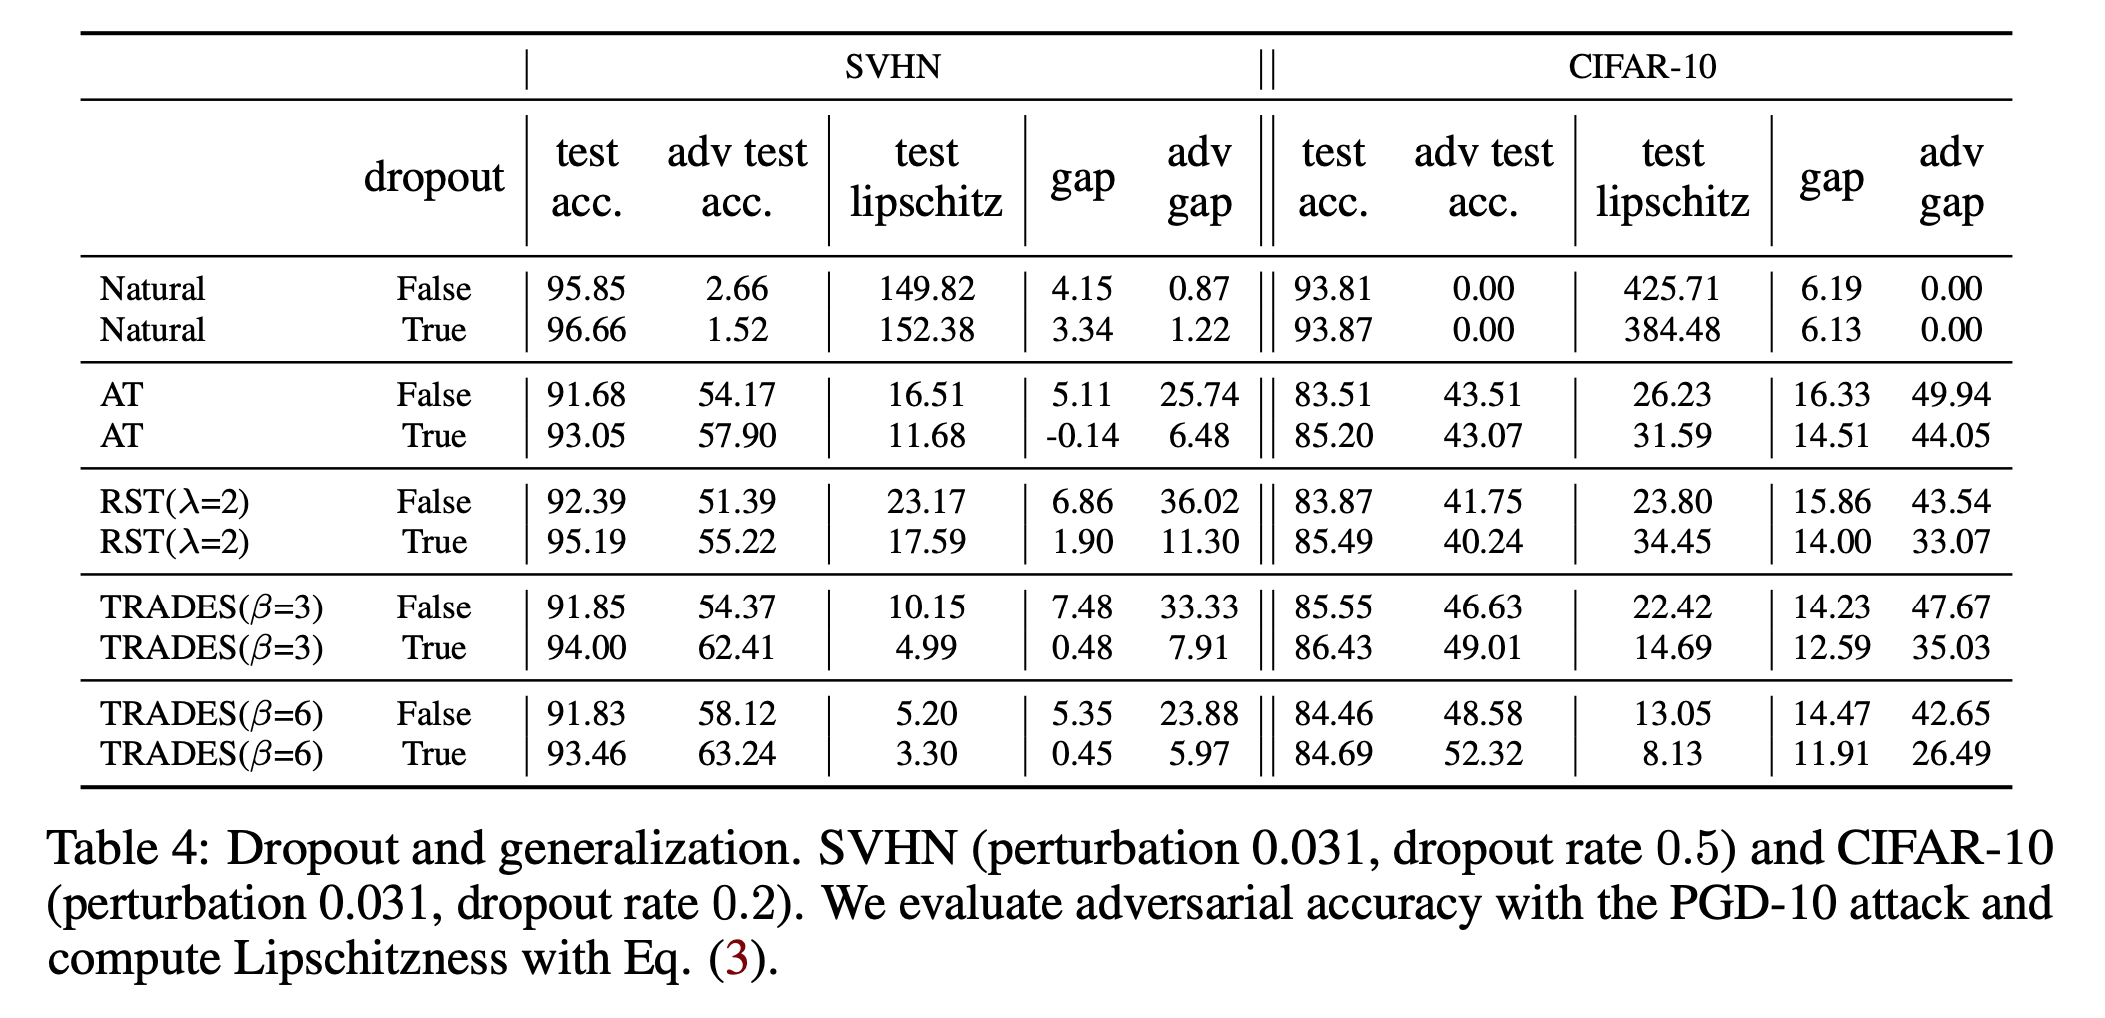 SVHN CIFAR-10
dropout test acc. adv test acc. test lipschitz gap adv gap test acc. adv test acc. test lipschitz gap adv gap
Natural False 95.85 2.66 149.82 4.15 0.87 93.81 0.00 425.71 6.19 0.00
Natural True 96.66 1.52 152.38 3.34 1.22 93.87 0.00 384.48 6.13 0.00
AT False 91.68 54.17 16.51 5.11 25.74 83.51 43.51 26.23 16.33 49.94
AT True 93.05 57.90 11.68 -0.14 6.48 85.20 43.07 31.59 14.51 44.05
RST(λ=2) False 92.39 51.39 23.17 6.86 36.02 83.87 41.75 23.80 15.86 43.54
RST(λ=2) True 95.19 55.22 17.59 1.90 11.30 85.49 40.24 34.45 14.00 33.07
TRADES(β=3) False 91.85 54.37 10.15 7.48 33.33 85.55 46.63 22.42 14.23 47.67
TRADES(β=3) True 94.00 62.41 4.99 0.48 7.91 86.43 49.01 14.69 12.59 35.03
TRADES(β=6) False 91.83 58.12 5.20 5.35 23.88 84.46 48.58 13.05 14.47 42.65
TRADES(β=6) True 93.46 63.24 3.30 0.45 5.97 84.69 52.32 8.13 11.91 26.49
Table 4: Dropout and generalization. SVHN (perturbation 0.031, dropout rate 0.5) and CIFAR-10
(perturbation 0.031, dropout rate 0.2). We evaluate adversarial accuracy with the PGD-10 attack and
compute Lipschitzness with Eq. (3).